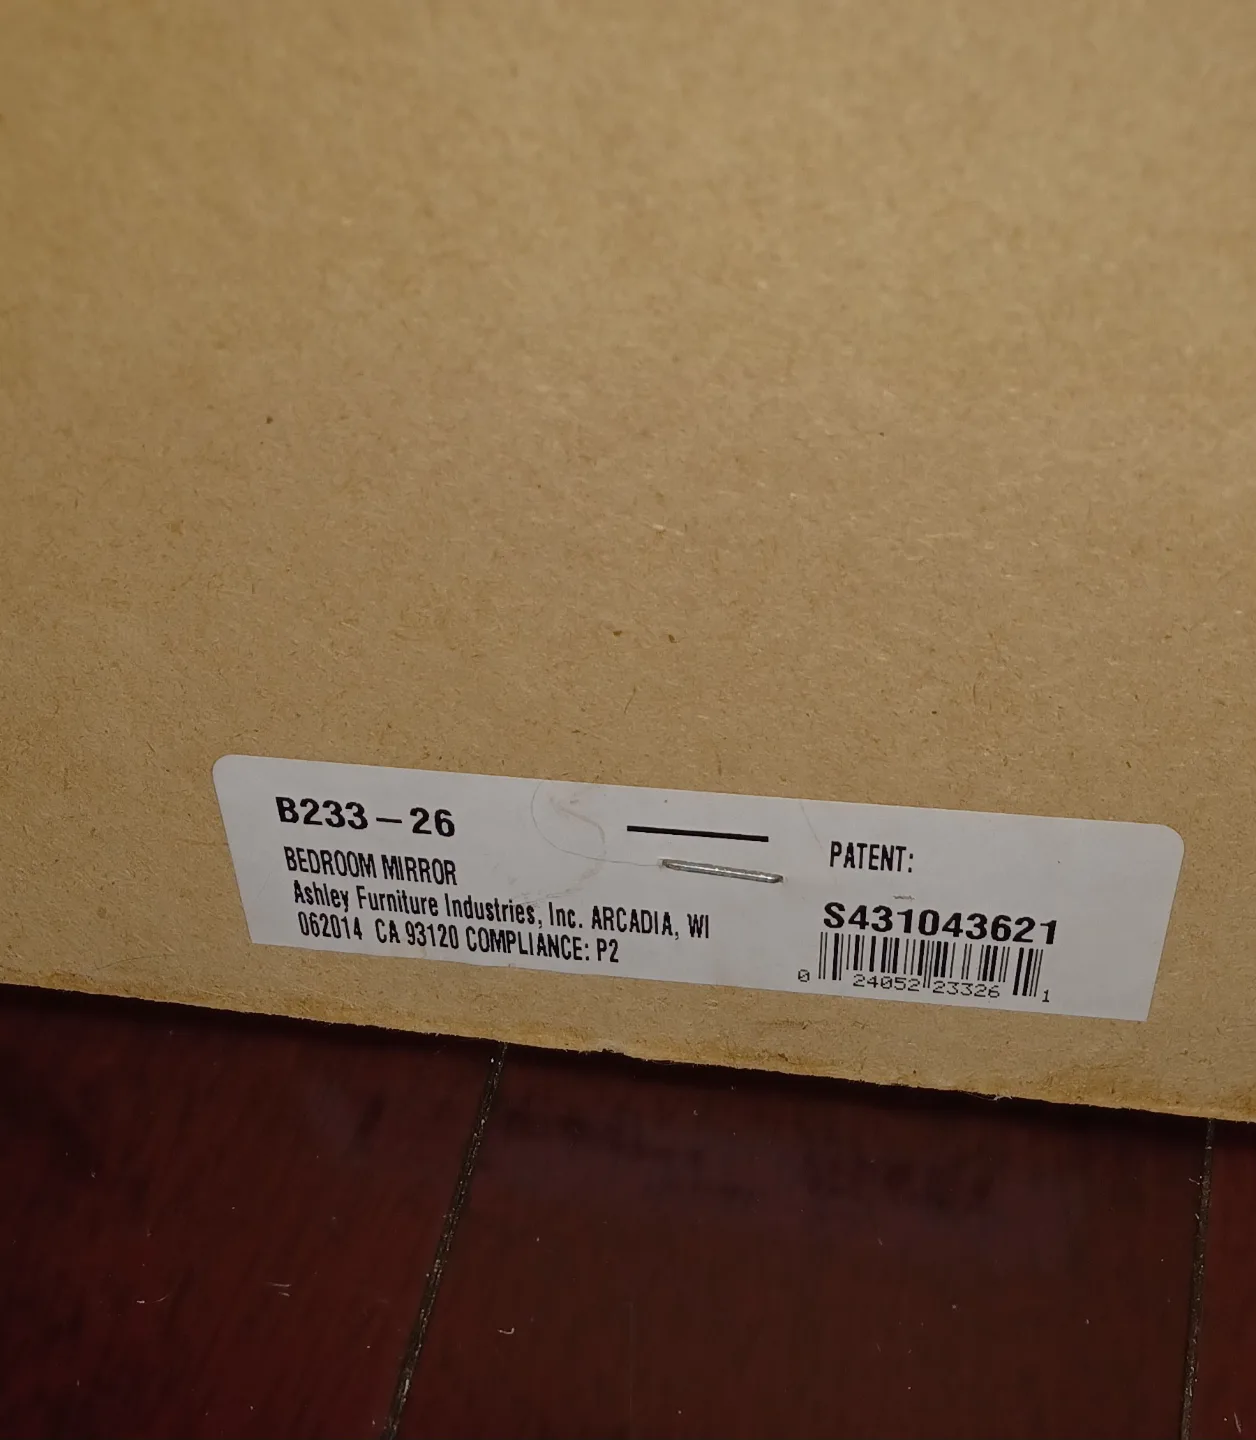 B233-26
BEDROOM MIRROR
Ashley Furniture Industries, Inc. ARCADIA, WI
062014 CA 93120 COMPLIANCE: P2
PATENT:
S431043621
0 24052 23326 1